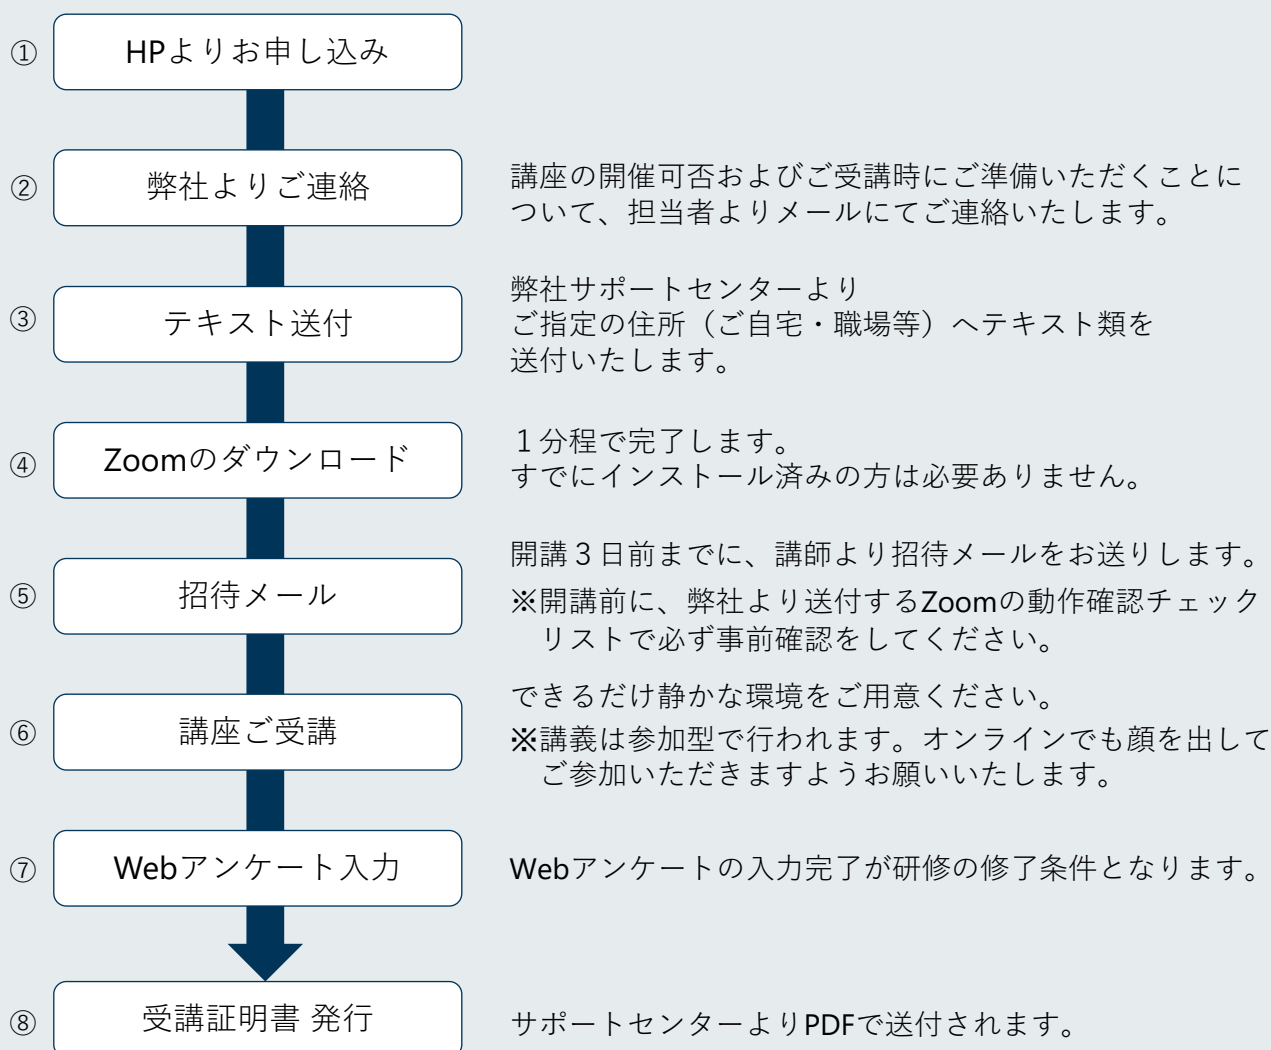 ① HPよりお申し込み
② 弊社よりご連絡
講座の開催可否およびご受講時にご準備いただくことに
ついて、担当者よりメールにてご連絡いたします。
③ テキスト送付
弊社サポートセンターより
ご指定の住所（ご自宅・職場等）へテキスト類を
送付いたします。
④ Zoomのダウンロード
１分程で完了します。
すでにインストール済みの方は必要ありません。
⑤ 招待メール
開講３日前までに、講師より招待メールをお送りします。
※開講前に、弊社より送付するZoomの動作確認チェック
リストで必ず事前確認をしてください。
⑥ 講座ご受講
できるだけ静かな環境をご用意ください。
※講義は参加型で行われます。オンラインでも顔を出して
ご参加いただきますようお願いいたします。
⑦ Webアンケート入力
Webアンケートの入力完了が研修の修了条件となります。
⑧ 受講証明書 発行
サポートセンターよりPDFで送付されます。